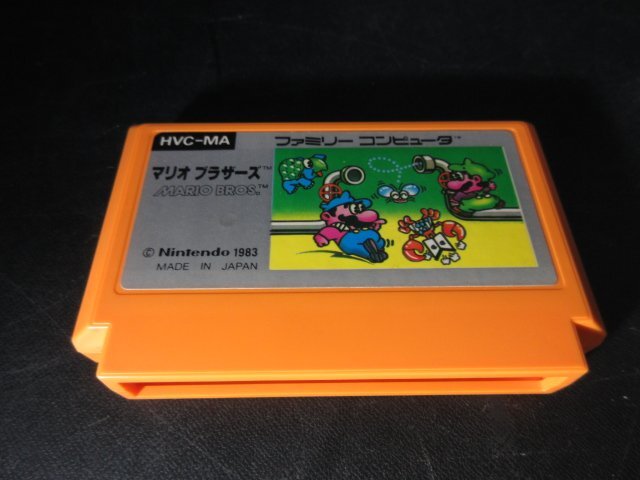 HVC-MA
ファミリー コンピュータ™
マリオブラザーズ™
MARIO BROS.™
© Nintendo 1983
MADE IN JAPAN